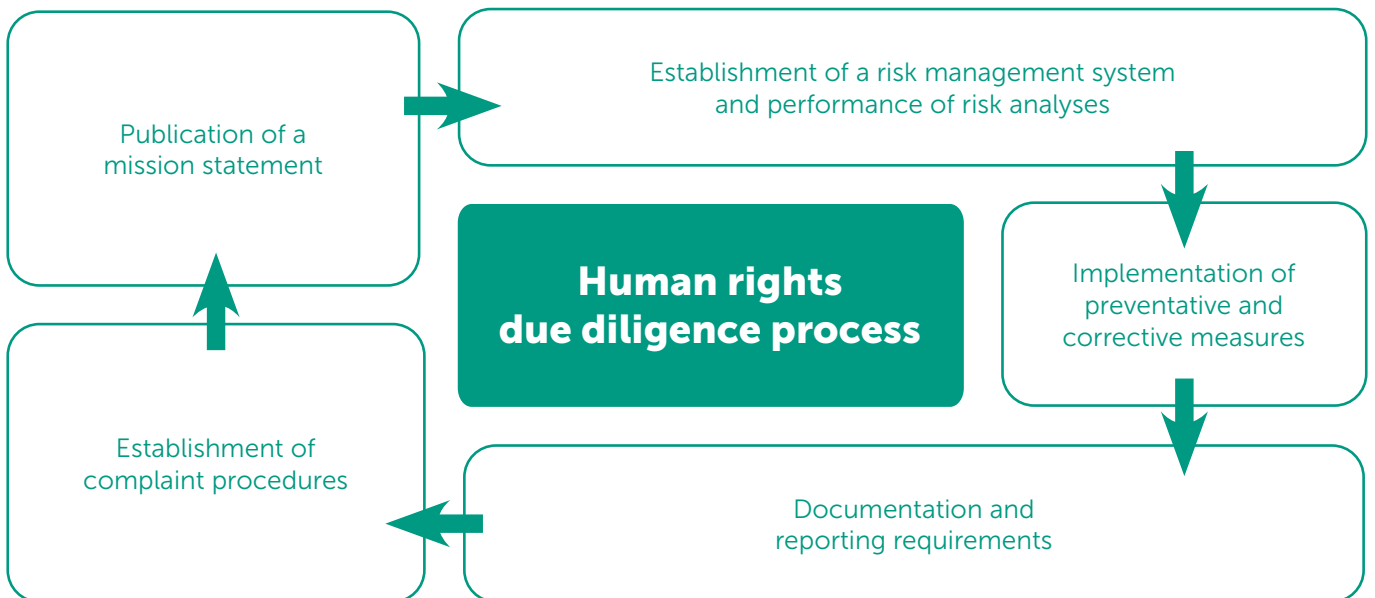 Publication of a
mission statement
Establishment of a risk management system
and performance of risk analyses
Human rights
due diligence process
Implementation of
preventative and
corrective measures
Establishment of
complaint procedures
Documentation and
reporting requirements